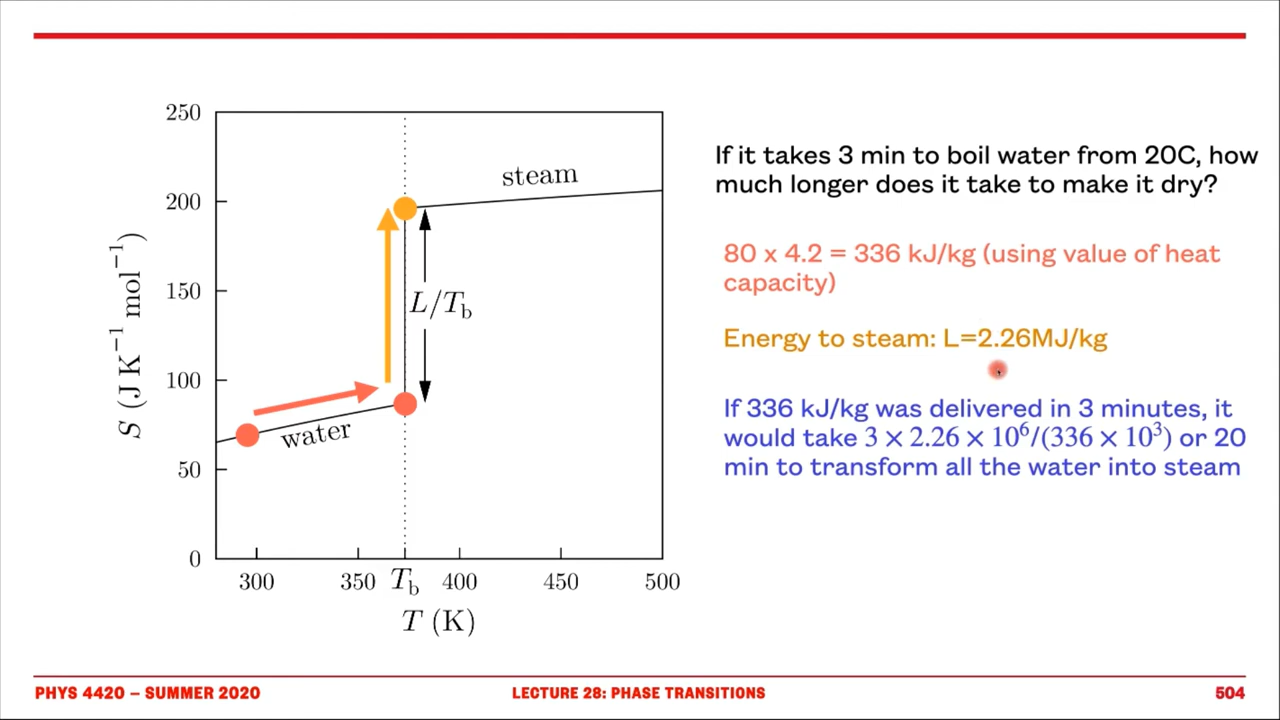 250
200
150
100
50
0
S (J K⁻¹ mol⁻¹)
steam
L/T_b
water
300
350
T_b
400
450
500
T (K)
If it takes 3 min to boil water from 20C, how
much longer does it take to make it dry?
80 x 4.2 = 336 kJ/kg (using value of heat
capacity)
Energy to steam: L=2.26MJ/kg
If 336 kJ/kg was delivered in 3 minutes, it
would take 3 × 2.26 × 10⁶/(336 × 10³) or 20
min to transform all the water into steam
PHYS 4420 – SUMMER 2020
LECTURE 28: PHASE TRANSITIONS
504